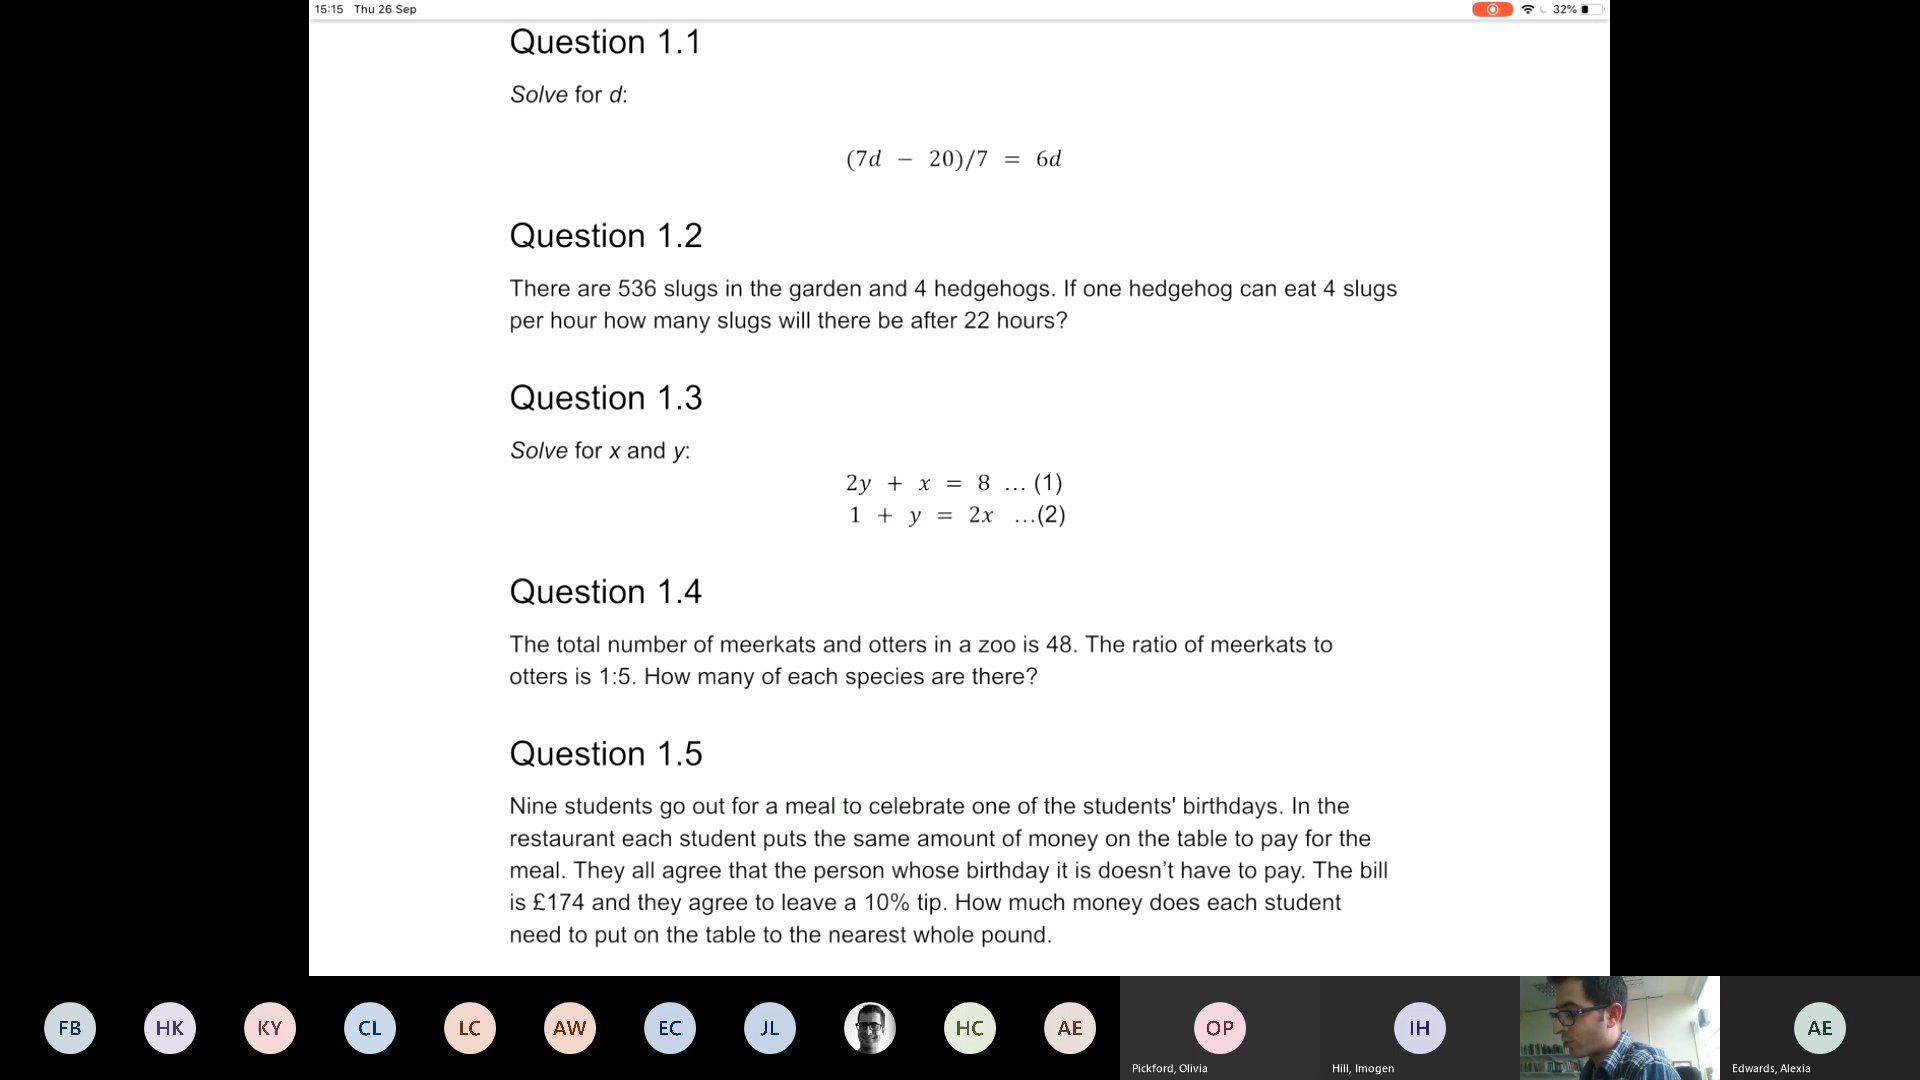 15:15 Thu 26 Sep
32%
Question 1.1
Solve for d:
(7d − 20)/7 = 6d
Question 1.2
There are 536 slugs in the garden and 4 hedgehogs. If one hedgehog can eat 4 slugs
per hour how many slugs will there be after 22 hours?
Question 1.3
Solve for x and y:
2y + x = 8 ... (1)
1 + y = 2x ...(2)
Question 1.4
The total number of meerkats and otters in a zoo is 48. The ratio of meerkats to
otters is 1:5. How many of each species are there?
Question 1.5
Nine students go out for a meal to celebrate one of the students' birthdays. In the
restaurant each student puts the same amount of money on the table to pay for the
meal. They all agree that the person whose birthday it is doesn’t have to pay. The bill
is £174 and they agree to leave a 10% tip. How much money does each student
need to put on the table to the nearest whole pound.
FB HK KY CL LC AW EC JL HC AE OP IH AE
Pickford, Olivia Hill, Imogen Edwards, Alexia